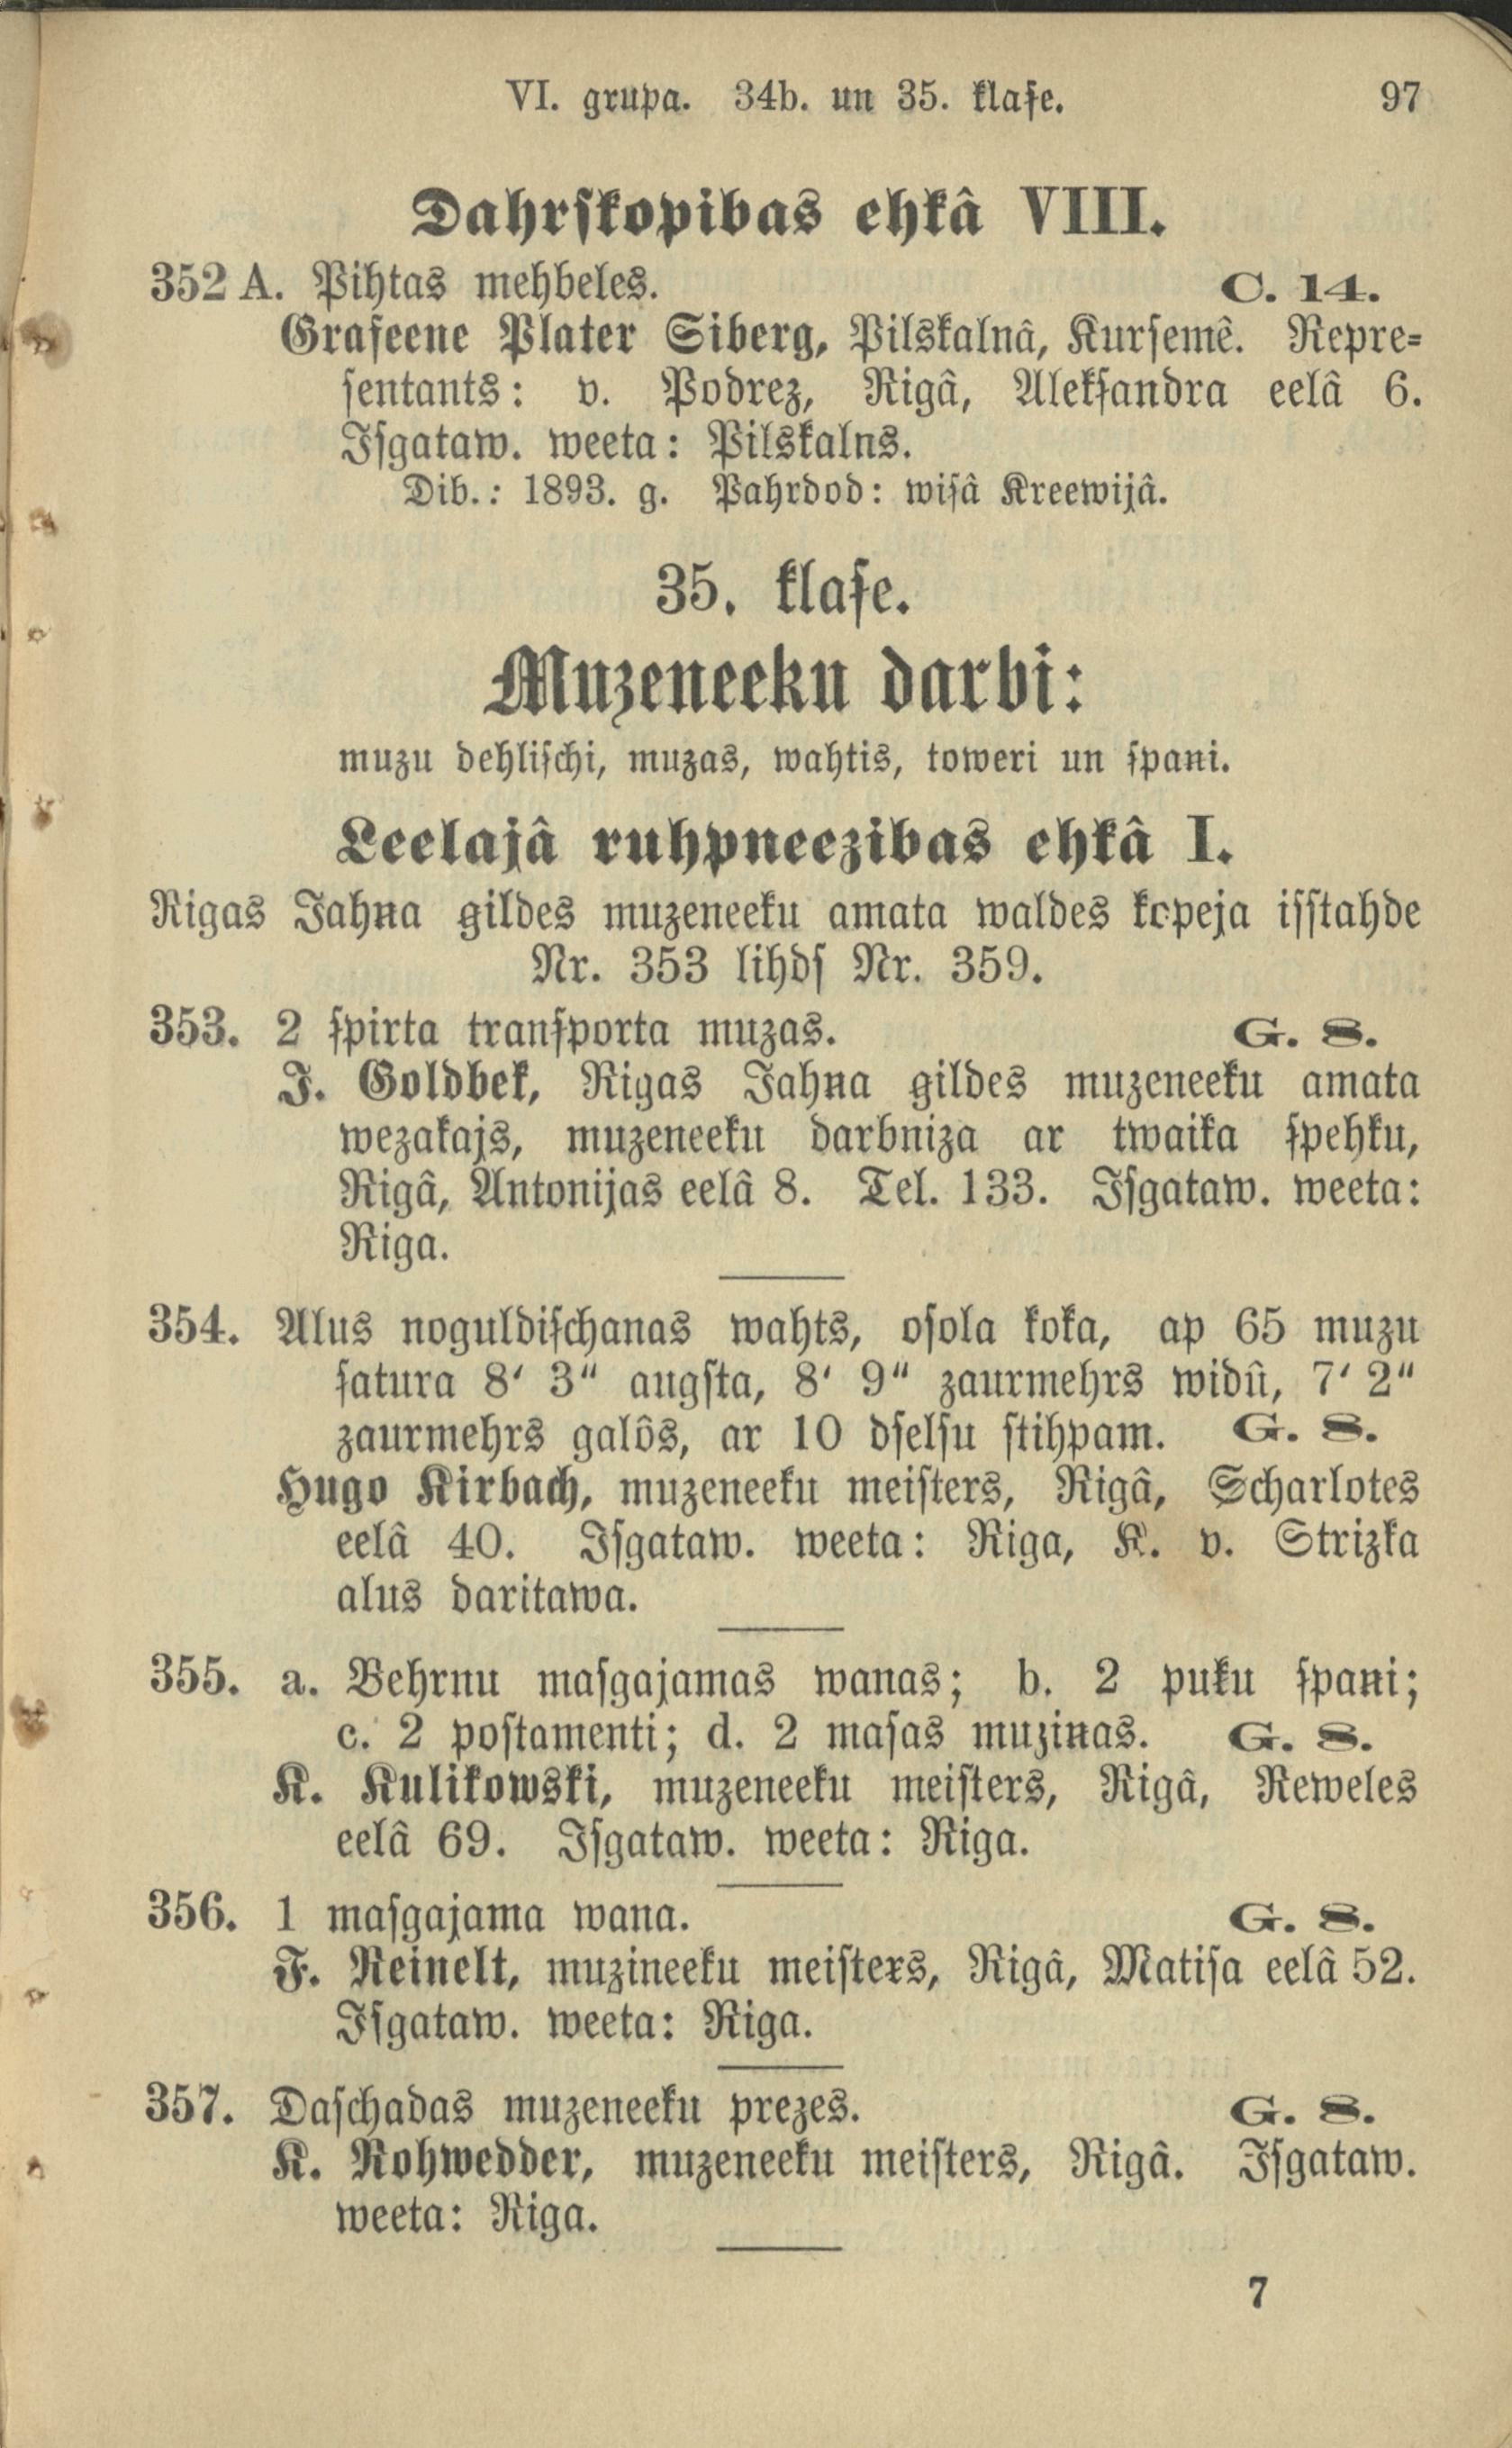 VI. grupa. 34b. un 35. klaſe. 97
Dahrſkopibas ehkâ VIII.
352 A. Pihtas mehbeles. C. 14.
Grafeene Plater Siberg, Pilskalnâ, Kurſemê. Repre-
ſentants: v. Podrez, Rigâ, Alekſandra eelâ 6.
Iſgataw. weeta: Pilskalns.
Dib.: 1893. g. Pahrdod: wiſâ Kreewijâ.
35. klaſe.
Muzeneeku darbi:
muzu dehliſchi, muzas, wahtis, toweri un ſpani.
Leelajâ ruhpneezibas ehkâ I.
Rigas Jahna gildes muzeneeku amata waldes kopeja iſſtahde
Nr. 353 lihdſ Nr. 359.
353. 2 ſpirta tranſporta muzas. G. 8.
J. Goldbek, Rigas Jahna gildes muzeneeku amata
wezakajs, muzeneeku darbniza ar twaika ſpehku,
Rigâ, Antonijas eelâ 8. Tel. 133. Iſgataw. weeta:
Riga.
354. Alus noguldiſchanas wahts, oſola koka, ap 65 muzu
ſatura 8' 3" augſta, 8' 9" zaurmehrs widû, 7' 2"
zaurmehrs galôs, ar 10 dſelſu ſtihpam. G. 8.
Hugo Kirbach, muzeneeku meiſters, Rigâ, Scharlotes
eelâ 40. Iſgataw. weeta: Riga, K. v. Strizka
alus daritawa.
355. a. Behrnu maſgajamas wanas; b. 2 puku ſpani;
c. 2 poſtamenti; d. 2 maſas muzinas. G. 8.
K. Kulikowski, muzeneeku meiſters, Rigâ, Reweles
eelâ 69. Iſgataw. weeta: Riga.
356. 1 maſgajama wana. G. 8.
F. Reinelt, muzineeku meiſters, Rigâ, Matiſa eelâ 52.
Iſgataw. weeta: Riga.
357. Daſchadas muzeneeku prezes. G. 8.
K. Rohwedder, muzeneeku meiſters, Rigâ. Iſgataw.
weeta: Riga.
7